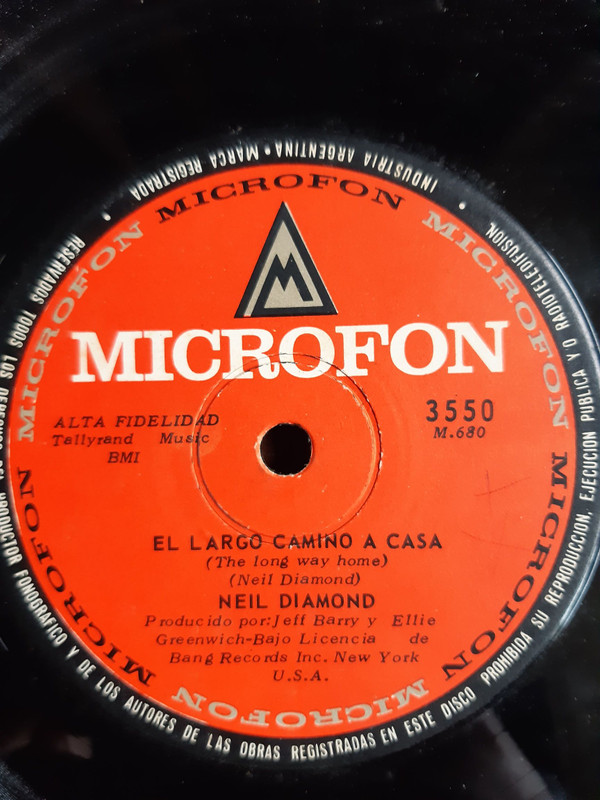 INDUSTRIA ARGENTINA • MARCA REGISTRADA •
RESERVADOS TODOS LOS DERECHOS DEL PRODUCTOR FONOGRAFICO Y DE LOS AUTORES DE LAS OBRAS REGISTRADAS EN ESTE DISCO PROHIBIDA SU REPRODUCCION, EJECUCION PUBLICA Y O RADIOTELEDIFUSION.
MICROFON MICROFON MICROFON MICROFON MICROFON MICROFON MICROFON
M
MICROFON
ALTA FIDELIDAD
Tallyrand Music
BMI
3550
M.680
EL LARGO CAMINO A CASA
(The long way home)
(Neil Diamond)
NEIL DIAMOND
Producido por:Jeff Barry y Ellie
Greenwich-Bajo Licencia de
Bang Records Inc. New York
U.S.A.